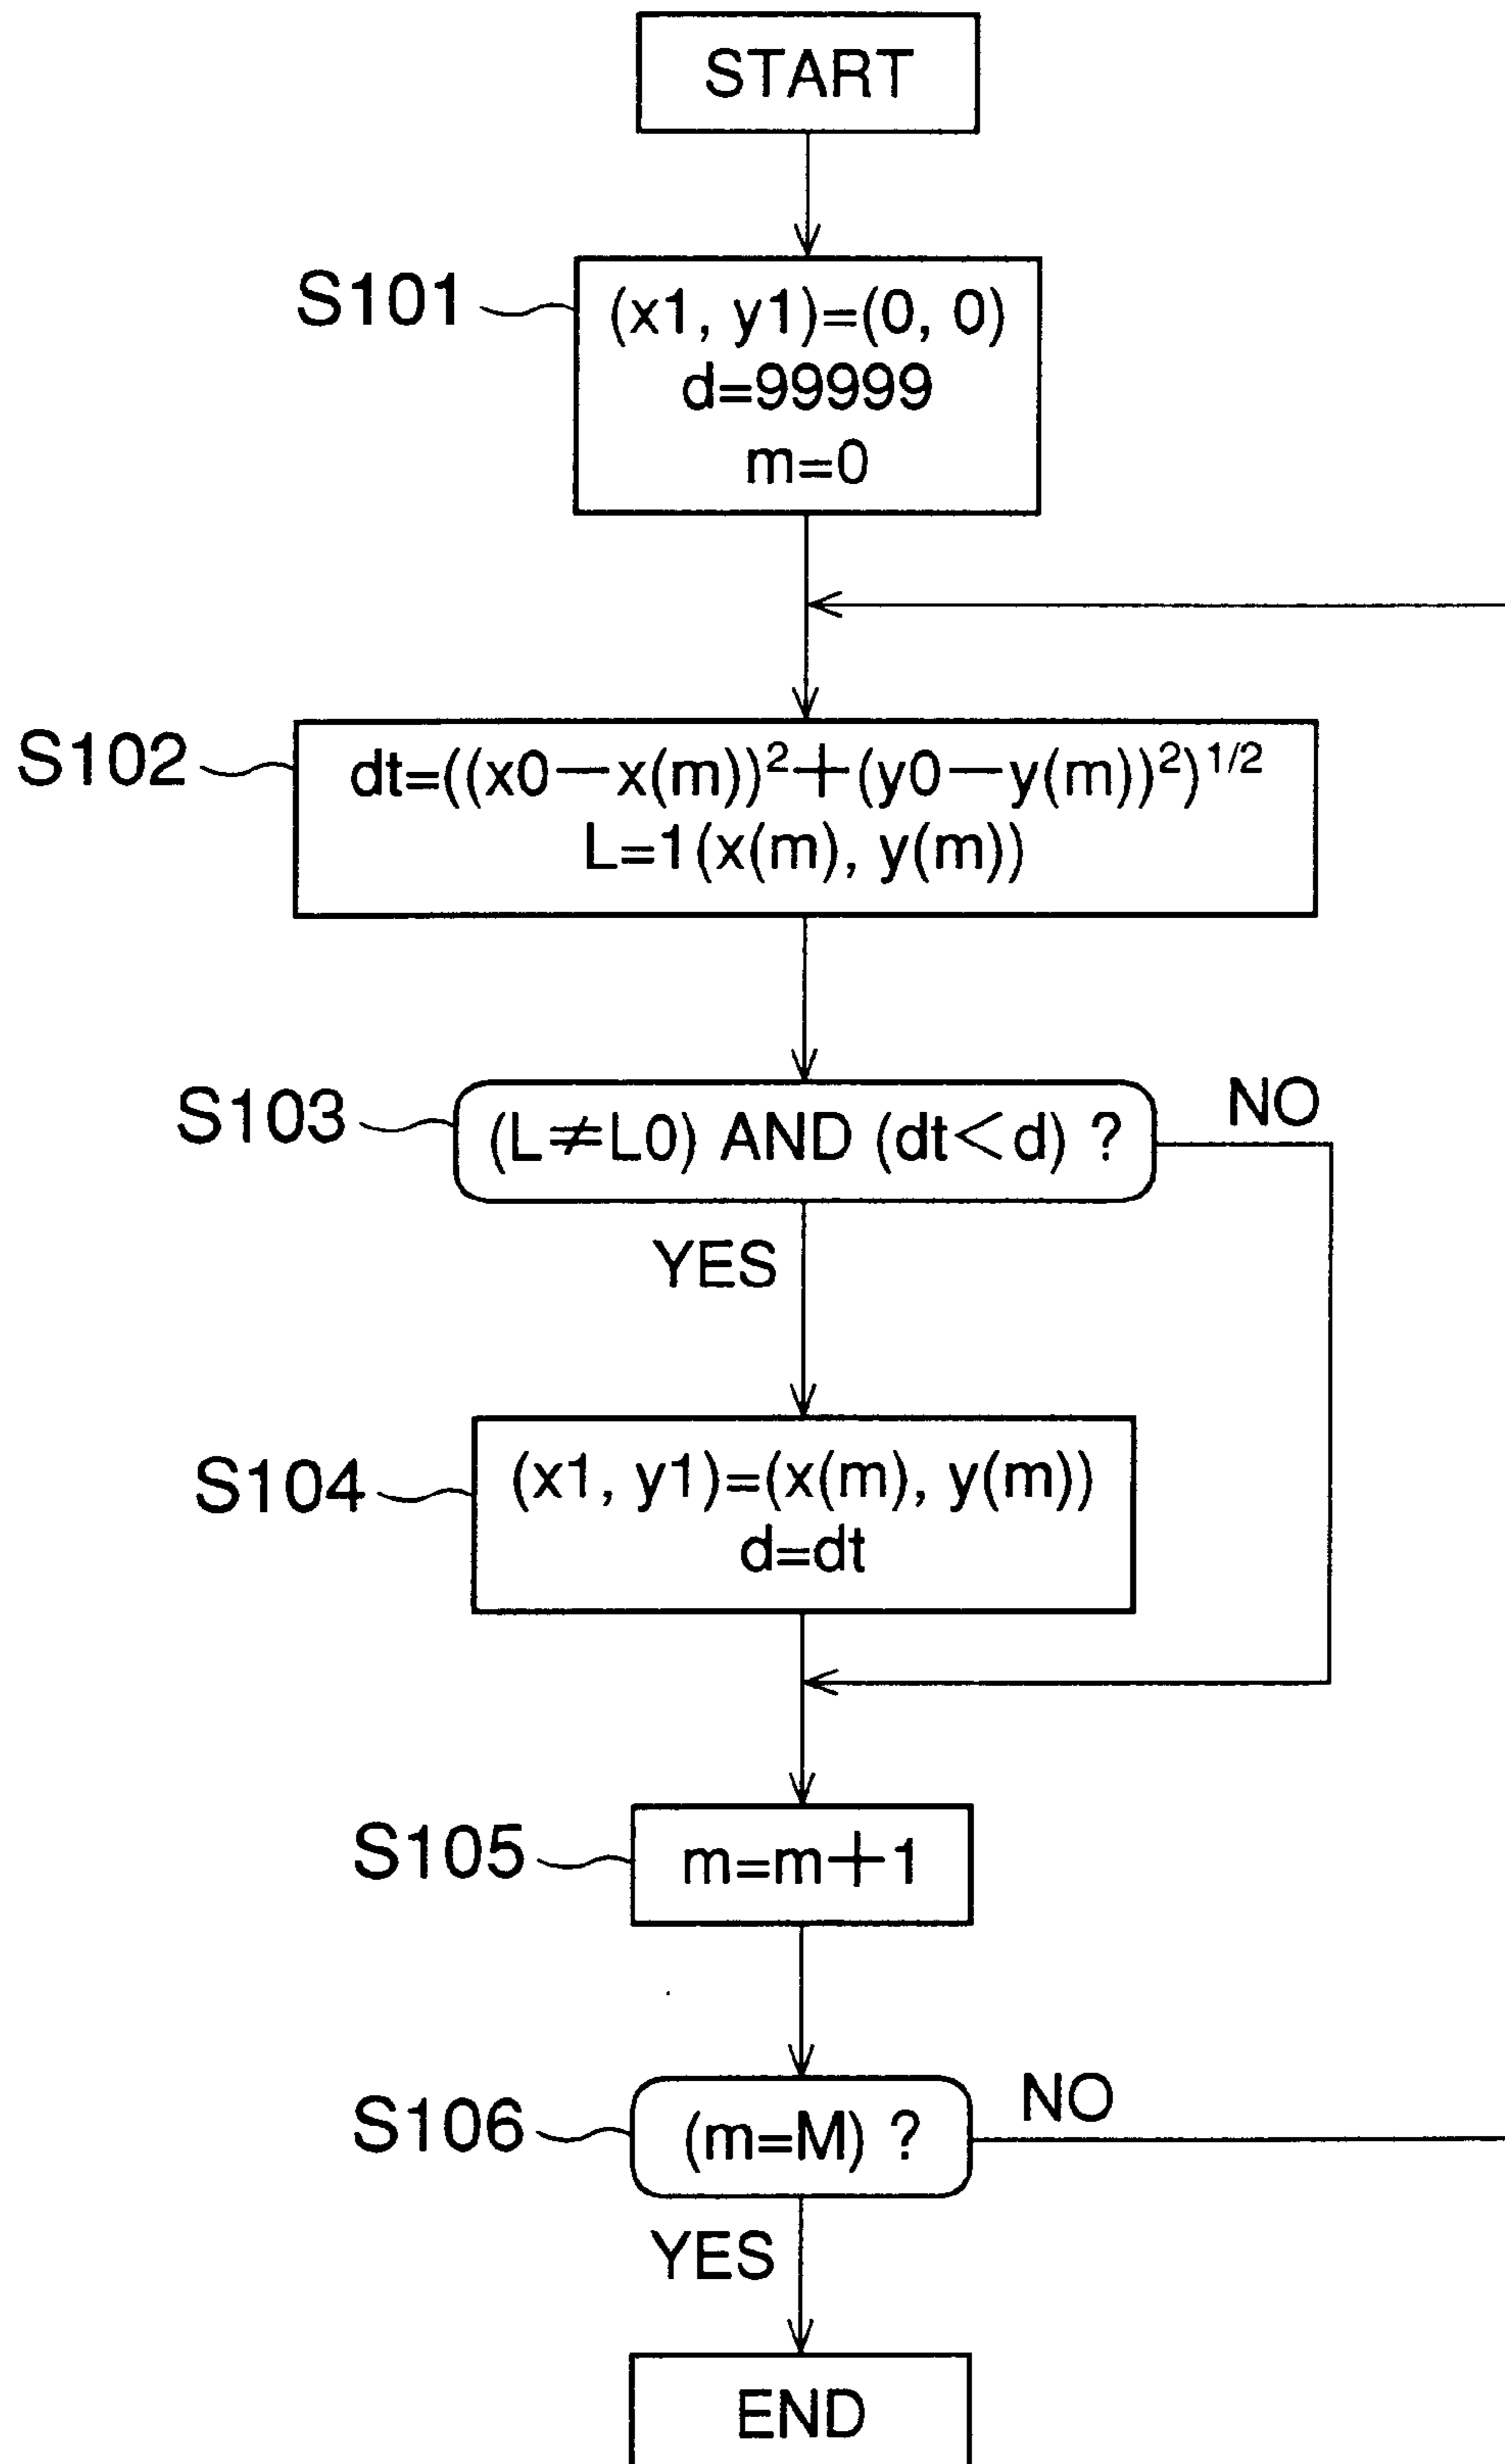 START
S101
(x1, y1)=(0, 0)
d=99999
m=0
S102
dt=((x0−x(m))²+(y0−y(m))²)¹/²
L=1(x(m), y(m))
S103
(L≠L0) AND (dt<d) ?
NO
YES
S104
(x1, y1)=(x(m), y(m))
d=dt
S105
m=m+1
S106
(m=M) ?
NO
YES
END